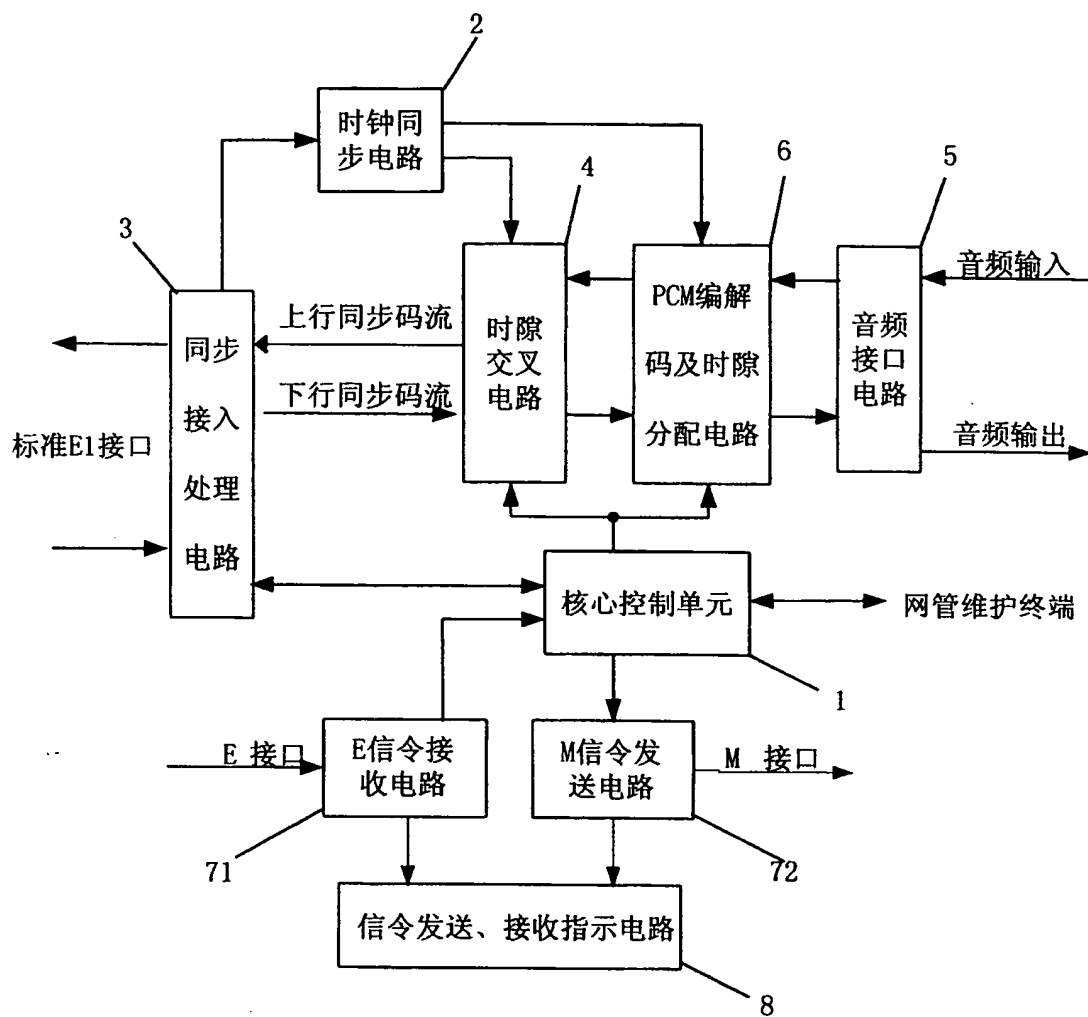 2
时钟同
步电路
6
4
5
3
音频输入
PCM编解
码及时隙
分配电路
上行同步码流
时隙
交叉
电路
音频
接口
电路
同步
接入
处理
电路
下行同步码流
标准E1接口
音频输出
核心控制单元
网管维护终端
1
E 接口
E信令接
收电路
M信令发
送电路
M 接口
71
72
信令发送、接收指示电路
8